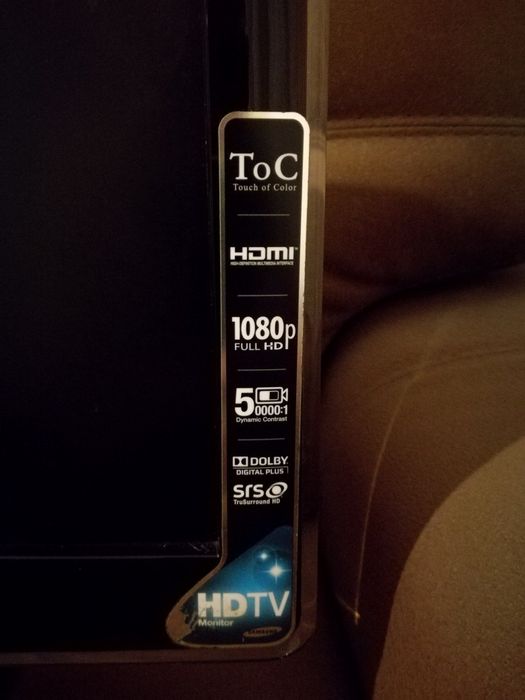 ToC
Touch of Color
HDMI
HIGH-DEFINITION MULTIMEDIA INTERFACE
1080p
FULL HD
50000:1
Dynamic Contrast
DOLBY
DIGITAL PLUS
SRS
TruSurround HD
HDTV
Monitor
SAMSUNG